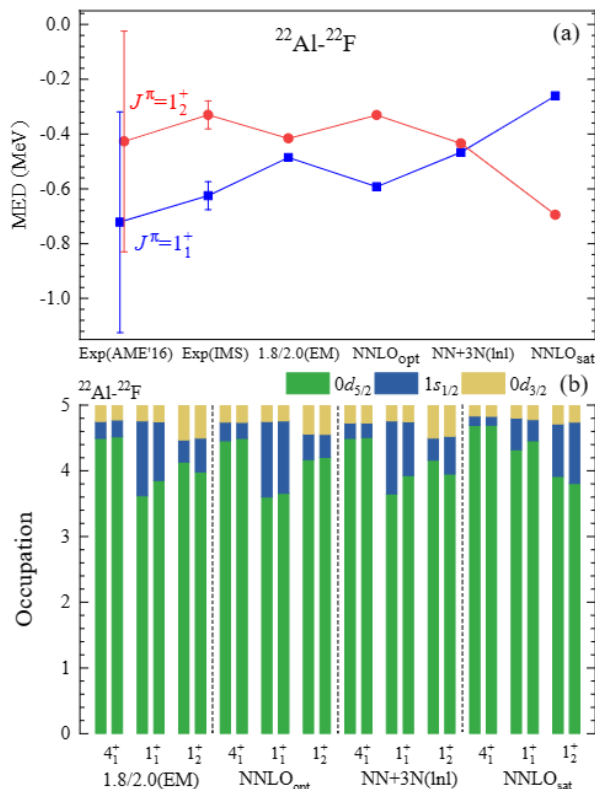 0.0
(a)
²²Al-²²F
-0.2
Jπ=1₂⁺
-0.4
MED (MeV)
-0.6
Jπ=1₁⁺
-0.8
-1.0
Exp(AME'16) Exp(IMS) 1.8/2.0(EM) NNLOopt NN+3N(lnl) NNLOsat
²²Al-²²F 0d5/2 1s1/2 0d3/2 (b)
5
4
3
Occupation
2
1
0
4₁⁺ 1₁⁺ 1₂⁺ 4₁⁺ 1₁⁺ 1₂⁺ 4₁⁺ 1₁⁺ 1₂⁺ 4₁⁺ 1₁⁺ 1₂⁺
1.8/2.0(EM) NNLOopt NN+3N(lnl) NNLOsat